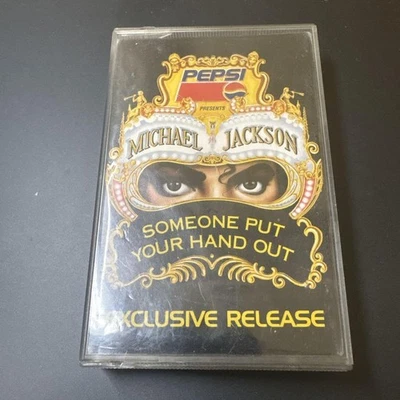 PEPSI
PRESENTS
MICHAEL JACKSON
SOMEONE PUT
YOUR HAND OUT
EXCLUSIVE RELEASE